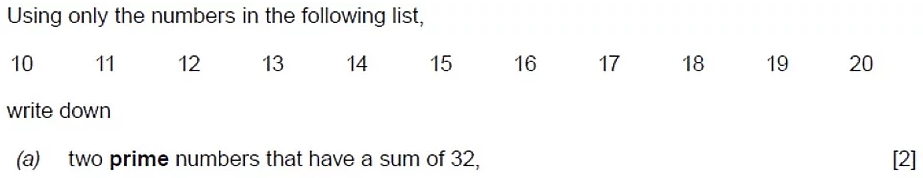 Using only the numbers in the following list,
10 11 12 13 14 15 16 17 18 19 20
write down
(a) two prime numbers that have a sum of 32, [2]